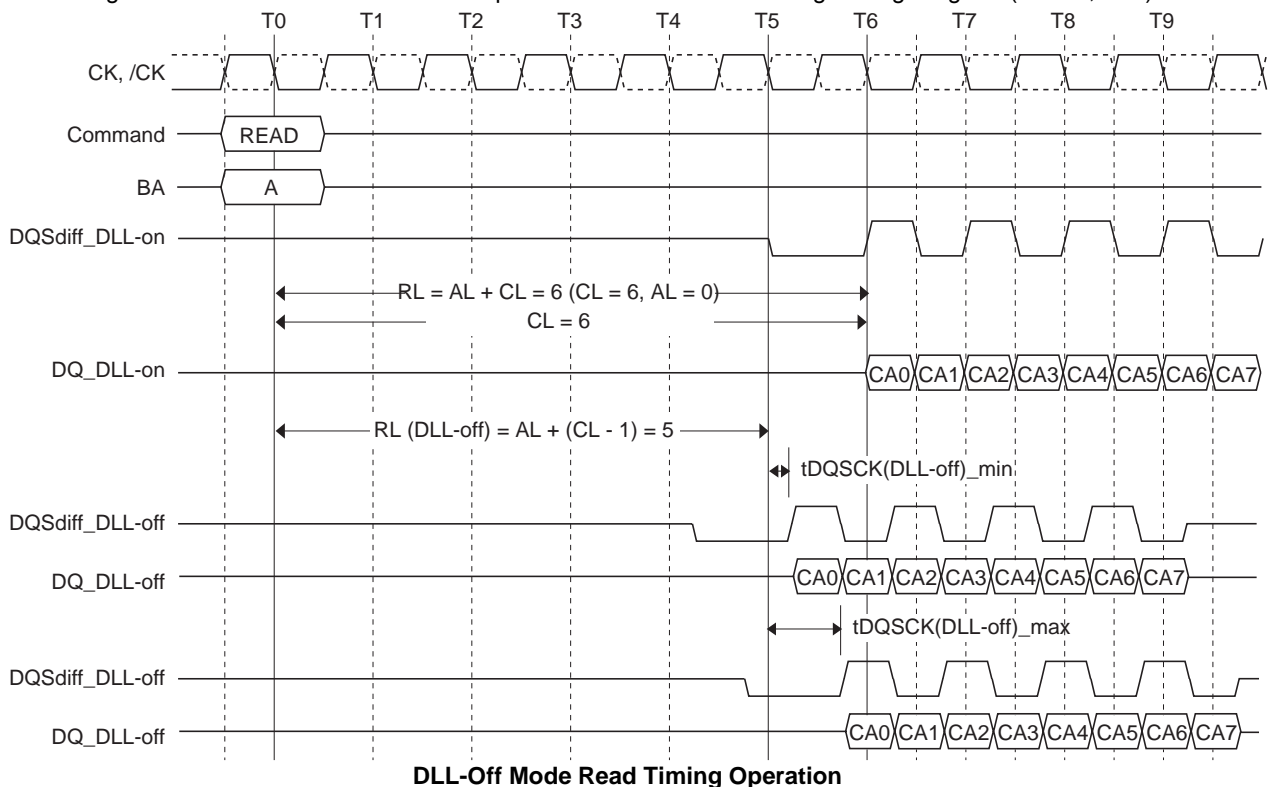 T0 T1 T2 T3 T4 T5 T6 T7 T8 T9
CK, /CK
Command READ
BA A
DQSdiff_DLL-on
RL = AL + CL = 6 (CL = 6, AL = 0)
CL = 6
DQ_DLL-on CA0 CA1 CA2 CA3 CA4 CA5 CA6 CA7
RL (DLL-off) = AL + (CL - 1) = 5
tDQSCK(DLL-off)_min
DQSdiff_DLL-off
DQ_DLL-off CA0 CA1 CA2 CA3 CA4 CA5 CA6 CA7
tDQSCK(DLL-off)_max
DQSdiff_DLL-off
DQ_DLL-off CA0 CA1 CA2 CA3 CA4 CA5 CA6 CA7
DLL-Off Mode Read Timing Operation